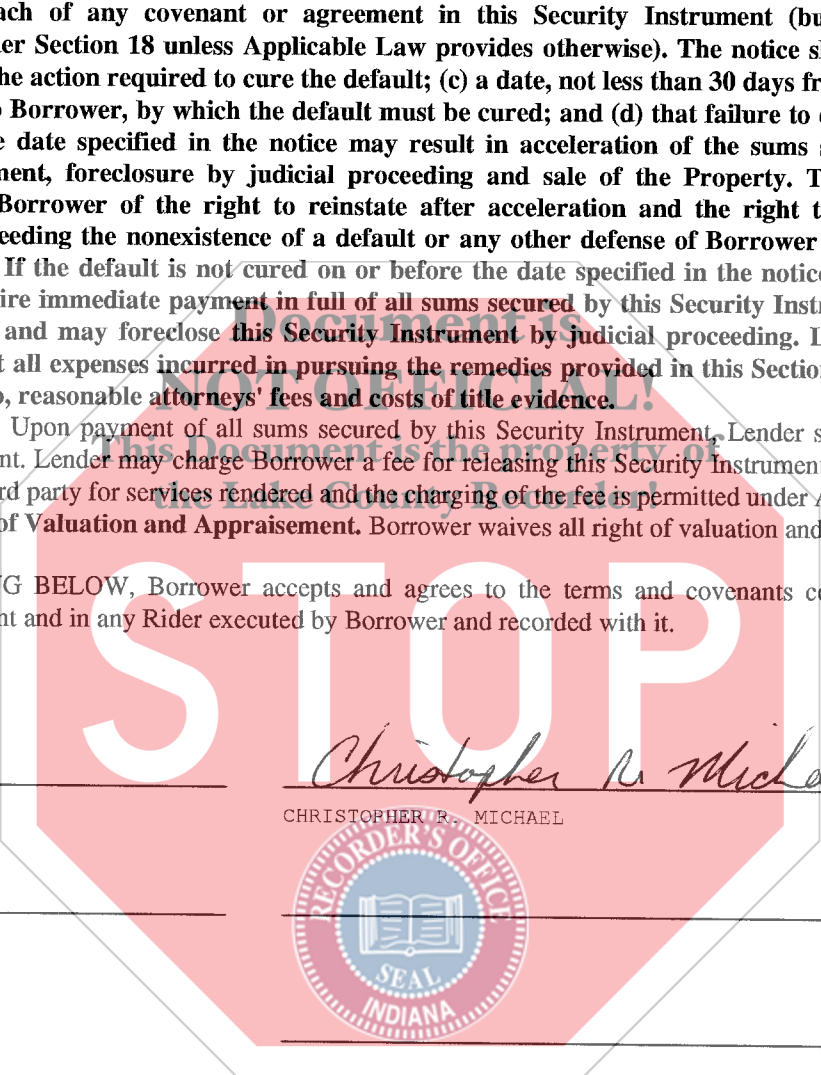 ach of any covenant or agreement in this Security Instrument (bu
er Section 18 unless Applicable Law provides otherwise). The notice s
he action required to cure the default; (c) a date, not less than 30 days fr
o Borrower, by which the default must be cured; and (d) that failure to
e date specified in the notice may result in acceleration of the sums
ment, foreclosure by judicial proceeding and sale of the Property. T
Borrower of the right to reinstate after acceleration and the right t
eeding the nonexistence of a default or any other defense of Borrower
If the default is not cured on or before the date specified in the notice
ire immediate payment in full of all sums secured by this Security Inst
Document is
and may foreclose this Security Instrument by judicial proceeding. L
t all expenses incurred in pursuing the remedies provided in this Section
NOT OFFICIAL!
o, reasonable attorneys' fees and costs of title evidence.
Upon payment of all sums secured by this Security Instrument, Lender s
This Document is the property of
nt. Lender may charge Borrower a fee for releasing this Security Instrument
rd party for services rendered and the charging of the fee is permitted under A
the Lake County Recorder!
of Valuation and Appraisement. Borrower waives all right of valuation and
G BELOW, Borrower accepts and agrees to the terms and covenants c
nt and in any Rider executed by Borrower and recorded with it.
STOP
Christopher R Micha
CHRISTOPHER R. MICHAEL
RECORDER'S OFFICE
SEAL
INDIANA